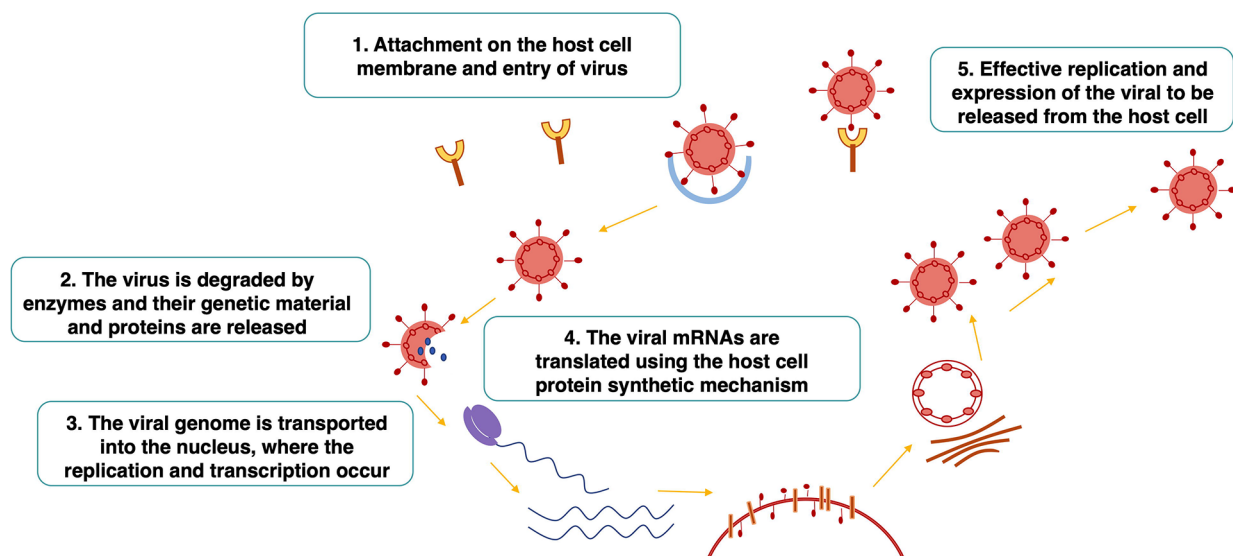 1. Attachment on the host cell
membrane and entry of virus
5. Effective replication and
expression of the viral to be
released from the host cell
2. The virus is degraded by
enzymes and their genetic material
and proteins are released
4. The viral mRNAs are
translated using the host cell
protein synthetic mechanism
3. The viral genome is transported
into the nucleus, where the
replication and transcription occur